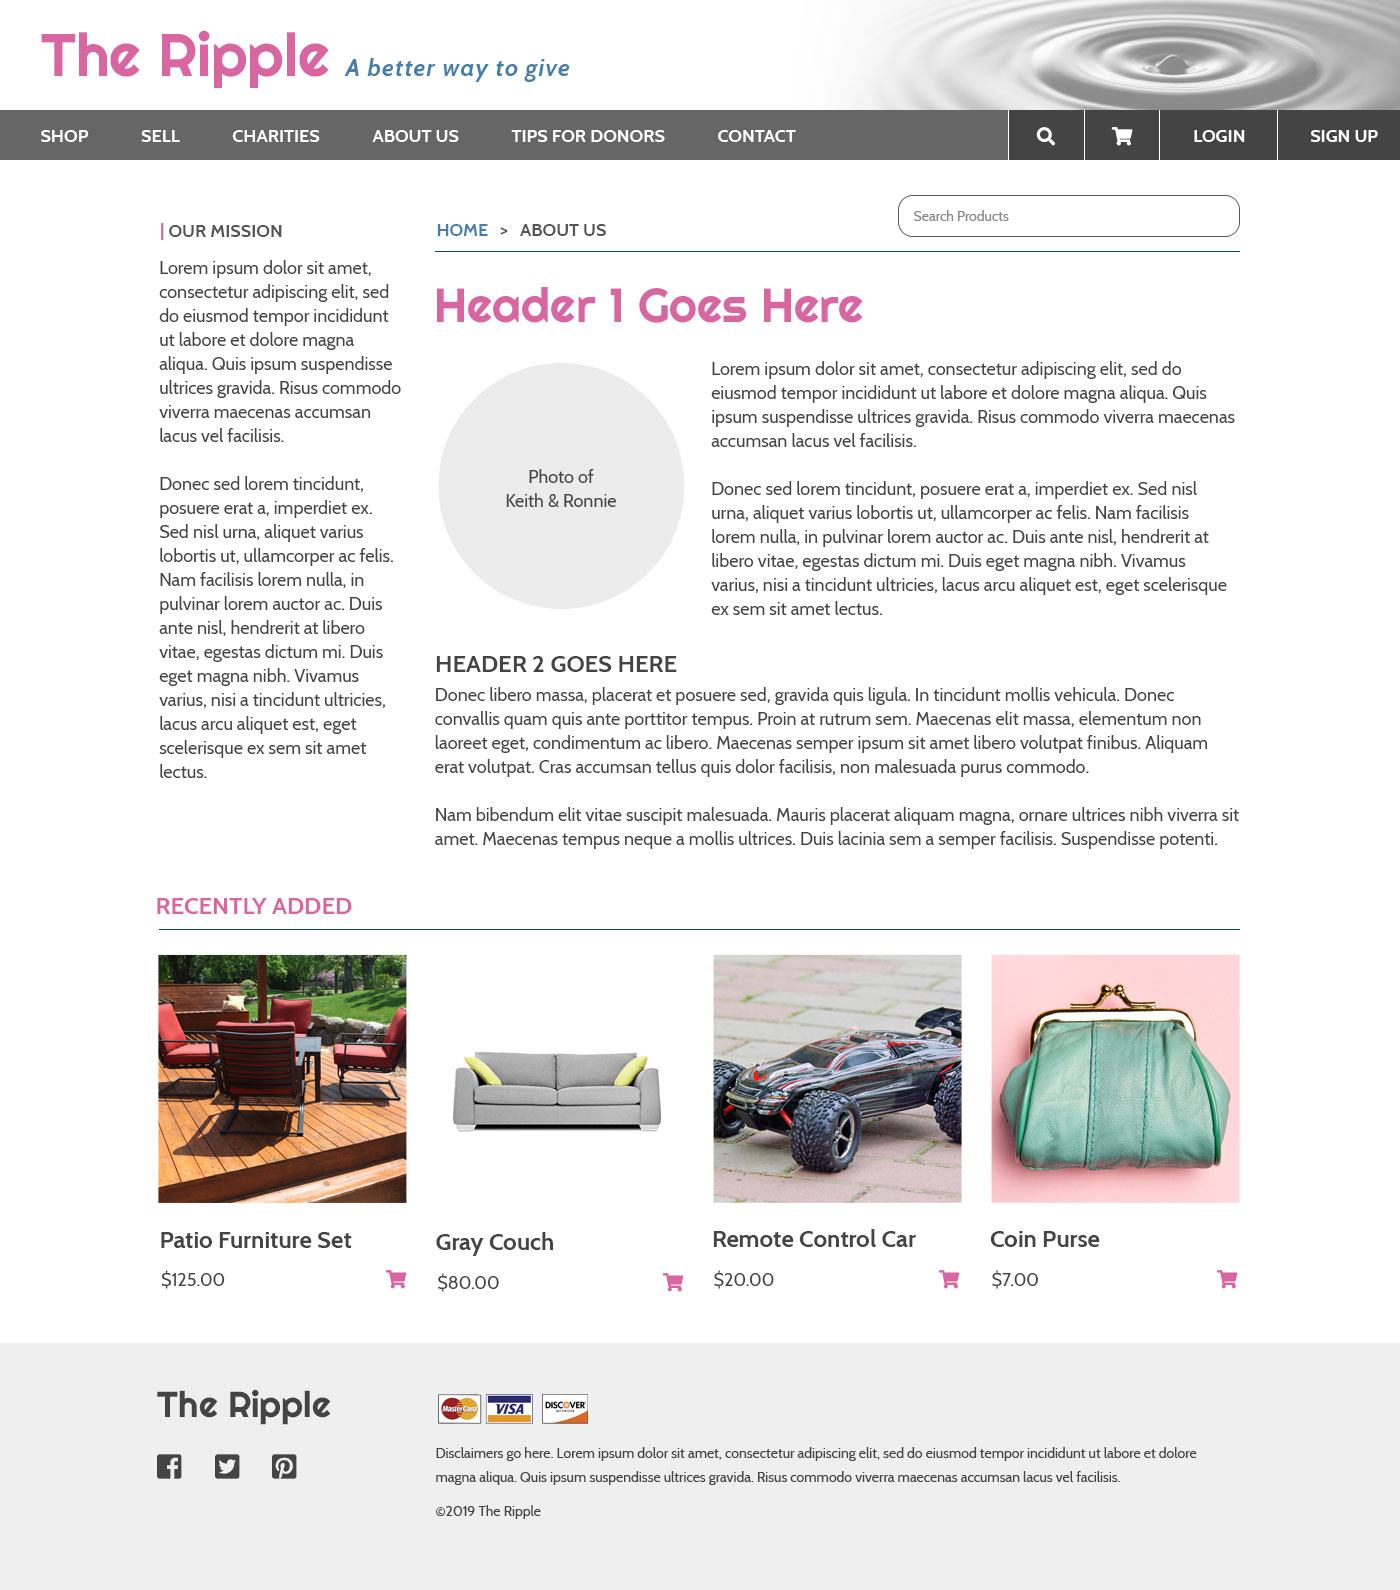 The Ripple A better way to give
SHOP SELL CHARITIES ABOUT US TIPS FOR DONORS CONTACT LOGIN SIGN UP
Search Products
| OUR MISSION
Lorem ipsum dolor sit amet,
consectetur adipiscing elit, sed
do eiusmod tempor incididunt
ut labore et dolore magna
aliqua. Quis ipsum suspendisse
ultrices gravida. Risus commodo
viverra maecenas accumsan
lacus vel facilisis.
Donec sed lorem tincidunt,
posuere erat a, imperdiet ex.
Sed nisl urna, aliquet varius
lobortis ut, ullamcorper ac felis.
Nam facilisis lorem nulla, in
pulvinar lorem auctor ac. Duis
ante nisl, hendrerit at libero
vitae, egestas dictum mi. Duis
eget magna nibh. Vivamus
varius, nisi a tincidunt ultricies,
lacus arcu aliquet est, eget
scelerisque ex sem sit amet
lectus.
HOME > ABOUT US
Header 1 Goes Here
Photo of
Keith & Ronnie
Lorem ipsum dolor sit amet, consectetur adipiscing elit, sed do
eiusmod tempor incididunt ut labore et dolore magna aliqua. Quis
ipsum suspendisse ultrices gravida. Risus commodo viverra maecenas
accumsan lacus vel facilisis.
Donec sed lorem tincidunt, posuere erat a, imperdiet ex. Sed nisl
urna, aliquet varius lobortis ut, ullamcorper ac felis. Nam facilisis
lorem nulla, in pulvinar lorem auctor ac. Duis ante nisl, hendrerit at
libero vitae, egestas dictum mi. Duis eget magna nibh. Vivamus
varius, nisi a tincidunt ultricies, lacus arcu aliquet est, eget scelerisque
ex sem sit amet lectus.
HEADER 2 GOES HERE
Donec libero massa, placerat et posuere sed, gravida quis ligula. In tincidunt mollis vehicula. Donec
convallis quam quis ante porttitor tempus. Proin at rutrum sem. Maecenas elit massa, elementum non
laoreet eget, condimentum ac libero. Maecenas semper ipsum sit amet libero volutpat finibus. Aliquam
erat volutpat. Cras accumsan tellus quis dolor facilisis, non malesuada purus commodo.
Nam bibendum elit vitae suscipit malesuada. Mauris placerat aliquam magna, ornare ultrices nibh viverra sit
amet. Maecenas tempus neque a mollis ultrices. Duis lacinia sem a semper facilisis. Suspendisse potenti.
RECENTLY ADDED
Patio Furniture Set
$125.00
Gray Couch
$80.00
Remote Control Car
$20.00
Coin Purse
$7.00
The Ripple
MasterCard VISA DISCOVER
NETWORK
Disclaimers go here. Lorem ipsum dolor sit amet, consectetur adipiscing elit, sed do eiusmod tempor incididunt ut labore et dolore
magna aliqua. Quis ipsum suspendisse ultrices gravida. Risus commodo viverra maecenas accumsan lacus vel facilisis.
©2019 The Ripple